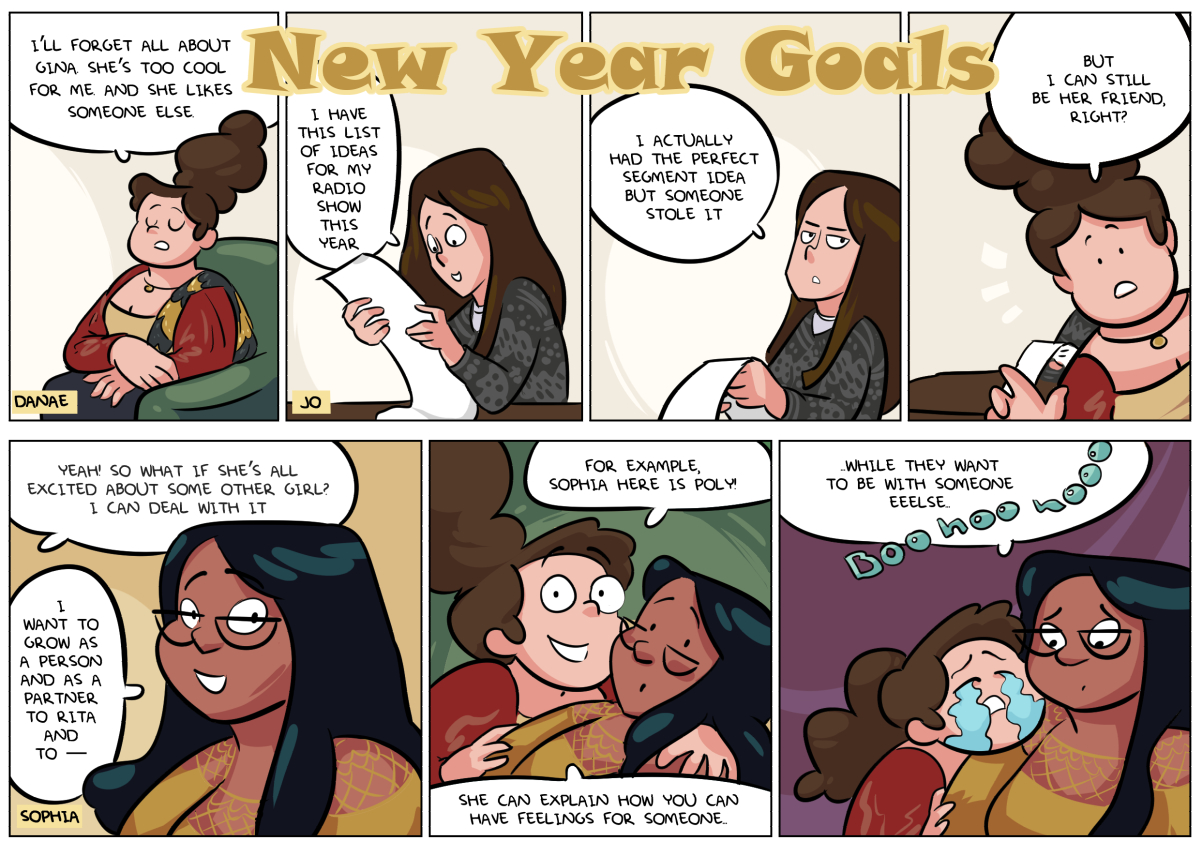 New Year Goals
I'LL FORGET ALL ABOUT
GINA. SHE'S TOO COOL
FOR ME. AND SHE LIKES
SOMEONE ELSE.
DANAE
I HAVE
THIS LIST
OF IDEAS
FOR MY
RADIO
SHOW
THIS
YEAR
JO
I ACTUALLY
HAD THE PERFECT
SEGMENT IDEA
BUT SOMEONE
STOLE IT
BUT
I CAN STILL
BE HER FRIEND,
RIGHT?
YEAH! SO WHAT IF SHE'S ALL
EXCITED ABOUT SOME OTHER GIRL?
I CAN DEAL WITH IT
I
WANT TO
GROW AS
A PERSON
AND AS A
PARTNER
TO RITA
AND
TO —
SOPHIA
FOR EXAMPLE,
SOPHIA HERE IS POLY!
SHE CAN EXPLAIN HOW YOU CAN
HAVE FEELINGS FOR SOMEONE..
..WHILE THEY WANT
TO BE WITH SOMEONE
EEELSE..
Boo hoo hooo